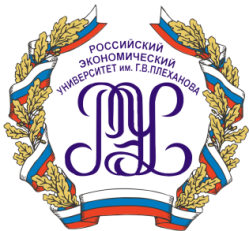 РОССИЙСКИЙ
ЭКОНОМИЧЕСКИЙ
УНИВЕРСИТЕТ им. Г.В.ПЛЕХАНОВА